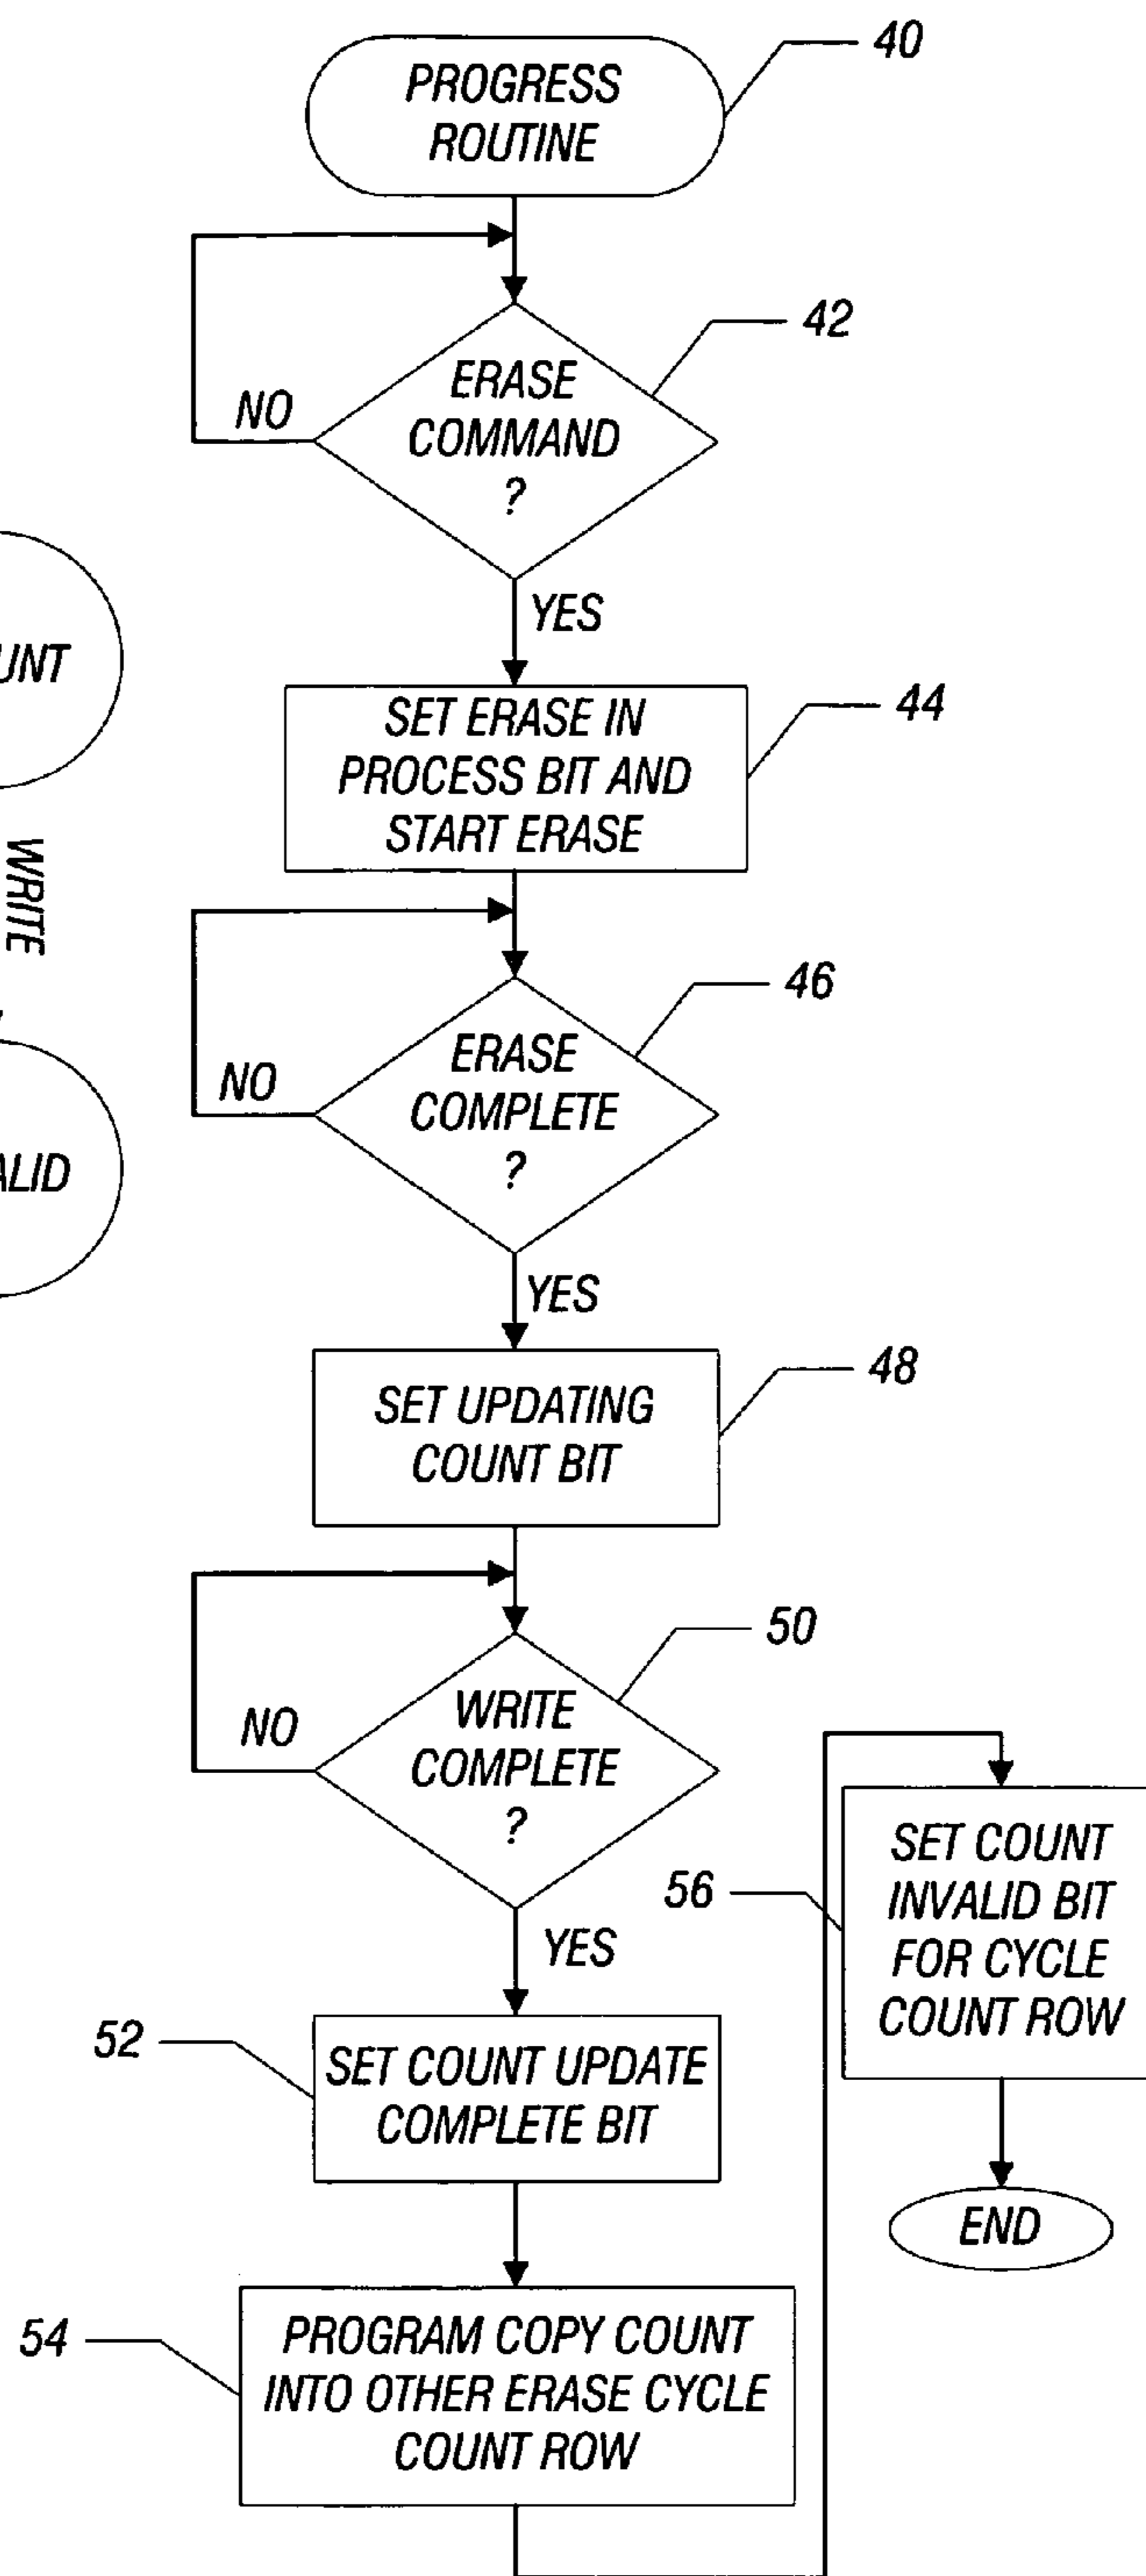 40
PROGRESS
ROUTINE
42
ERASE
COMMAND
?
NO
YES
44
SET ERASE IN
PROCESS BIT AND
START ERASE
WRITE
46
ERASE
COMPLETE
?
NO
YES
48
SET UPDATING
COUNT BIT
50
WRITE
COMPLETE
?
NO
YES
52
SET COUNT UPDATE
COMPLETE BIT
54
PROGRAM COPY COUNT
INTO OTHER ERASE CYCLE
COUNT ROW
56
SET COUNT
INVALID BIT
FOR CYCLE
COUNT ROW
END